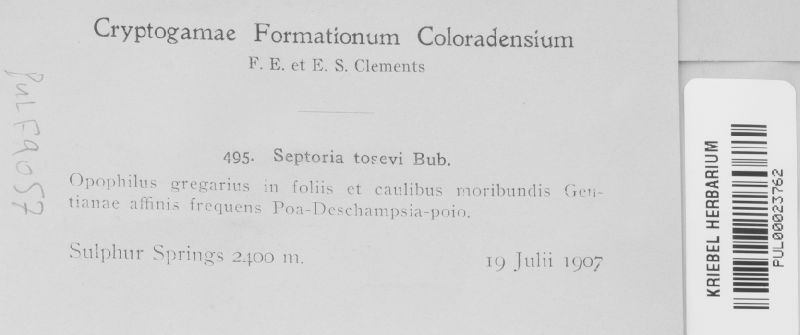 Cryptogamae Formationum Coloradensium
F. E. et E. S. Clements
495. Septoria tosevi Bub.
Opophilus gregarius in foliis et caulibus moribundis Gen-
tianae affinis frequens Poa-Deschampsia-poio.
Sulphur Springs 2400 m. 19 Julii 1907
PULF9057
KRIEBEL HERBARIUM
PUL00023762